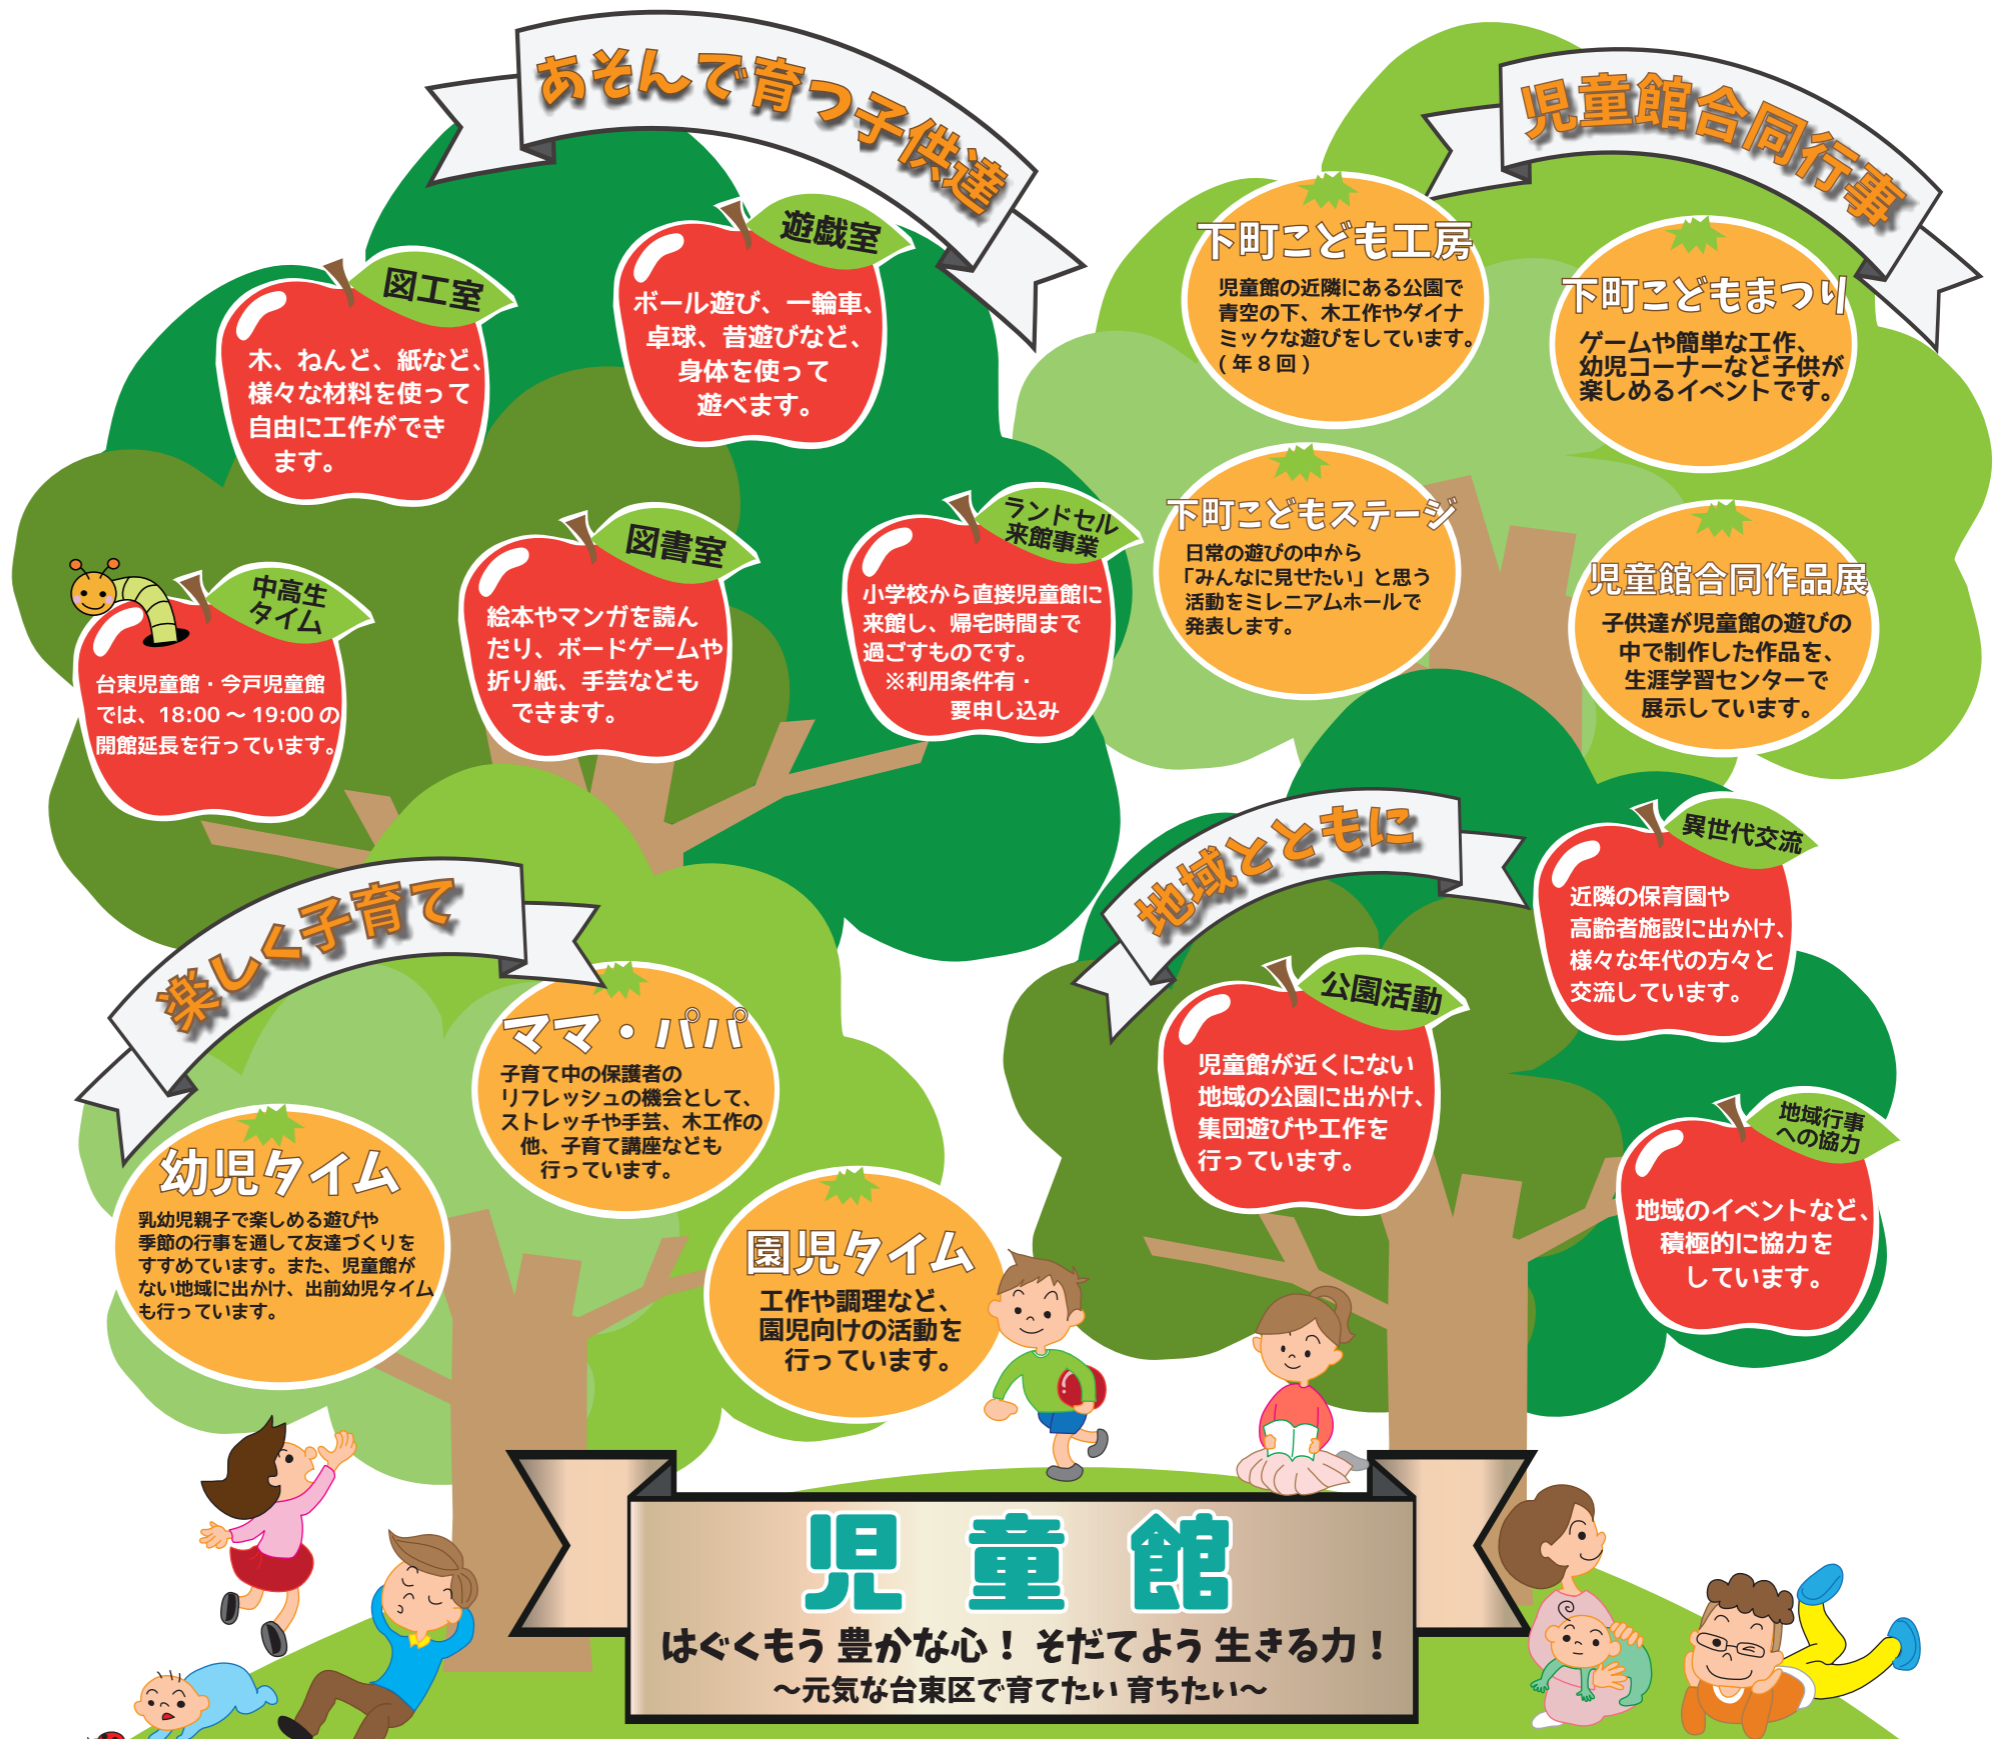 あそんで育つ子供達
図工室
木、ねんど、紙など、
様々な材料を使って
自由に工作ができ
ます。
遊戯室
ボール遊び、一輪車、
卓球、昔遊びなど、
身体を使って
遊べます。
中高生
タイム
台東児童館・今戸児童館
では、18:00～19:00の
開館延長を行っています。
図書室
絵本やマンガを読ん
だり、ボードゲームや
折り紙、手芸なども
できます。
ランドセル
来館事業
小学校から直接児童館に
来館し、帰宅時間まで
過ごすものです。
※利用条件有・
要申し込み
児童館合同行事
下町こども工房
児童館の近隣にある公園で
青空の下、木工作やダイナ
ミックな遊びをしています。
(年８回)
下町こどもまつり
ゲームや簡単な工作、
幼児コーナーなど子供が
楽しめるイベントです。
下町こどもステージ
日常の遊びの中から
「みんなに見せたい」と思う
活動をミレニアムホールで
発表します。
児童館合同作品展
子供達が児童館の遊びの
中で制作した作品を、
生涯学習センターで
展示しています。
楽しく子育て
ママ・パパ
子育て中の保護者の
リフレッシュの機会として、
ストレッチや手芸、木工作の
他、子育て講座なども
行っています。
幼児タイム
乳幼児親子で楽しめる遊びや
季節の行事を通して友達づくりを
すすめています。また、児童館が
ない地域に出かけ、出前幼児タイム
も行っています。
園児タイム
工作や調理など、
園児向けの活動を
行っています。
地域とともに
異世代交流
近隣の保育園や
高齢者施設に出かけ、
様々な年代の方々と
交流しています。
公園活動
児童館が近くにない
地域の公園に出かけ、
集団遊びや工作を
行っています。
地域行事
への協力
地域のイベントなど、
積極的に協力を
しています。
児童館
はぐくもう 豊かな心！ そだてよう 生きる力！
～元気な台東区で育てたい 育ちたい～